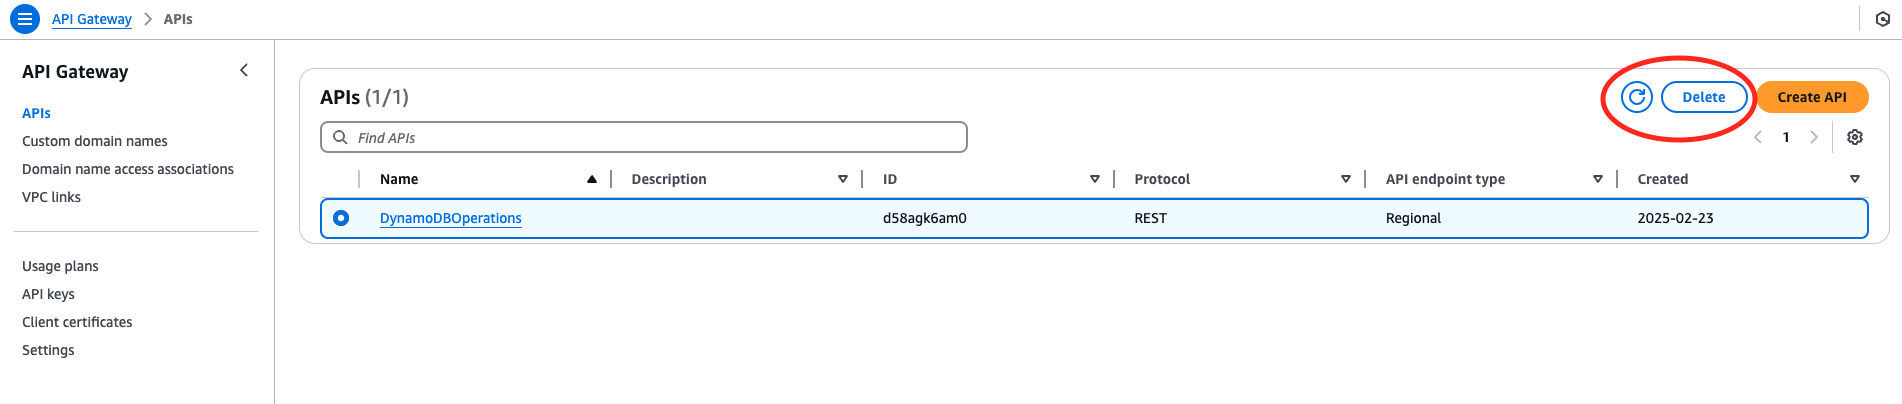 API Gateway > APIs
API Gateway
APIs
Custom domain names
Domain name access associations
VPC links
Usage plans
API keys
Client certificates
Settings
APIs (1/1)
Delete
Create API
Find APIs
1
Name Description ID Protocol API endpoint type Created
DynamoDBOperations d58agk6am0 REST Regional 2025-02-23